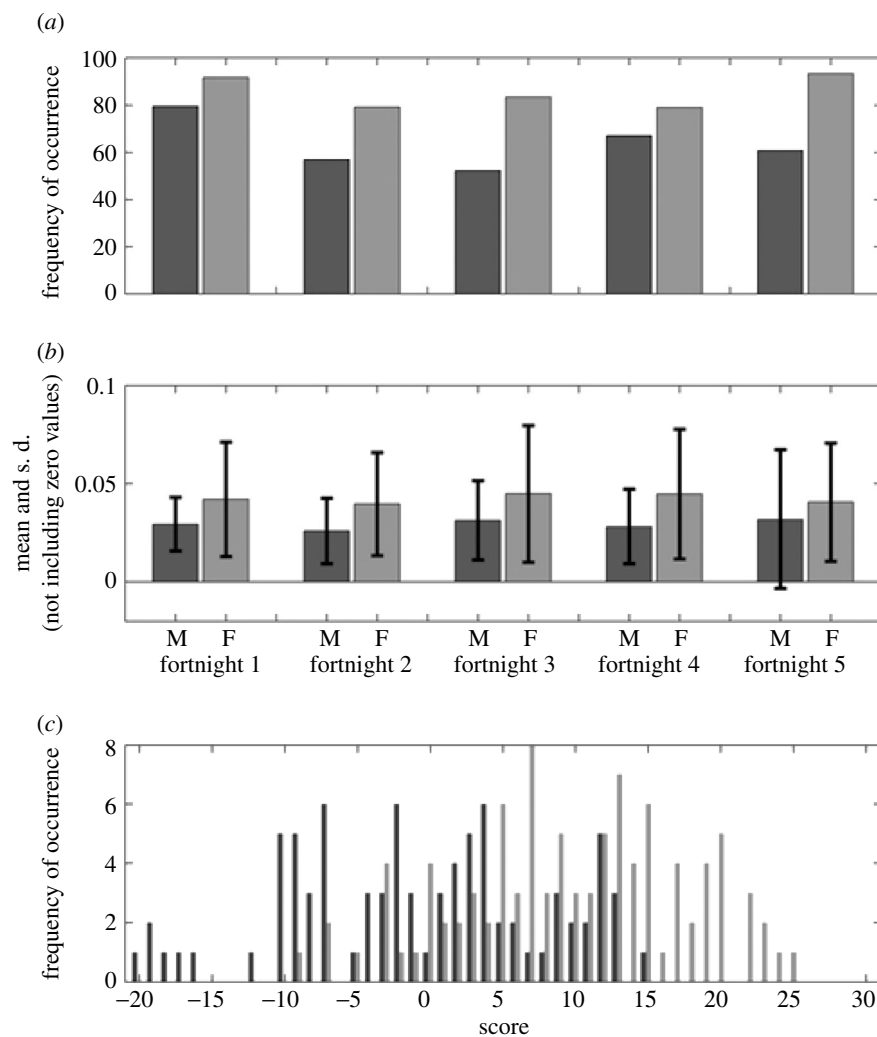 (a)
frequency of occurrence
100
80
60
40
20
0
(b)
mean and s. d.
(not including zero values)
0.1
0.05
0
M F M F M F M F M F
fortnight 1 fortnight 2 fortnight 3 fortnight 4 fortnight 5
(c)
frequency of occurrence
8
6
4
2
0
−20 −15 −10 −5 0 5 10 15 20 25 30
score